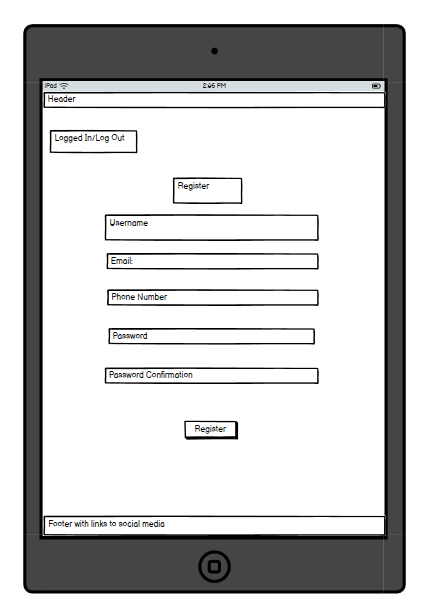 iPad 2:96 PM
Header
Logged In/Log Out
Register
Username
Email:
Phone Number
Password
Password Confirmation
Register
Footer with links to social media